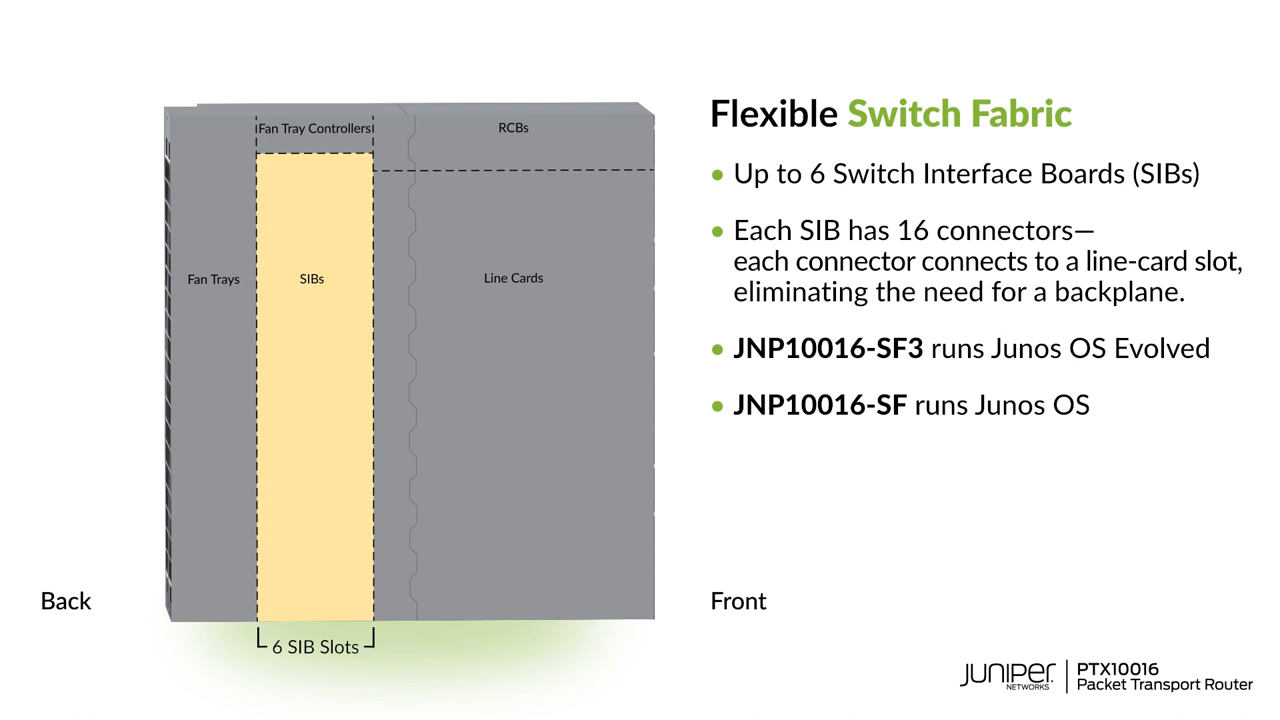 Fan Tray Controllers
RCBs
Fan Trays
SIBs
Line Cards
Back
6 SIB Slots
Front
Flexible Switch Fabric
• Up to 6 Switch Interface Boards (SIBs)
• Each SIB has 16 connectors—
each connector connects to a line-card slot,
eliminating the need for a backplane.
• JNP10016-SF3 runs Junos OS Evolved
• JNP10016-SF runs Junos OS
JUNIPER
NETWORKS
PTX10016
Packet Transport Router